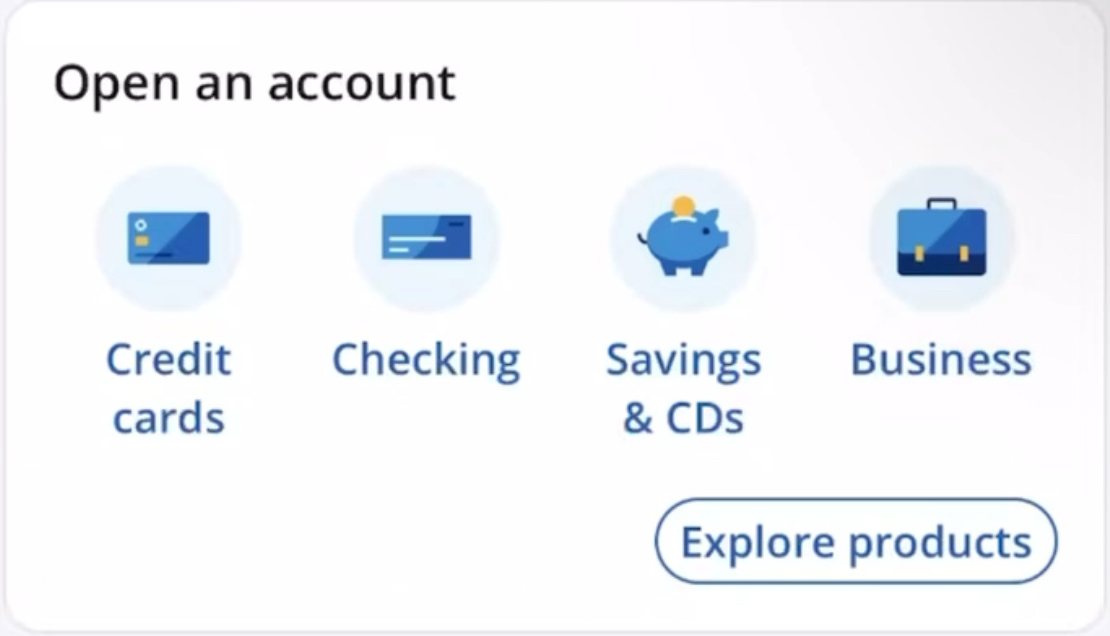 Open an account
Credit
cards
Checking
Savings
& CDs
Business
Explore products